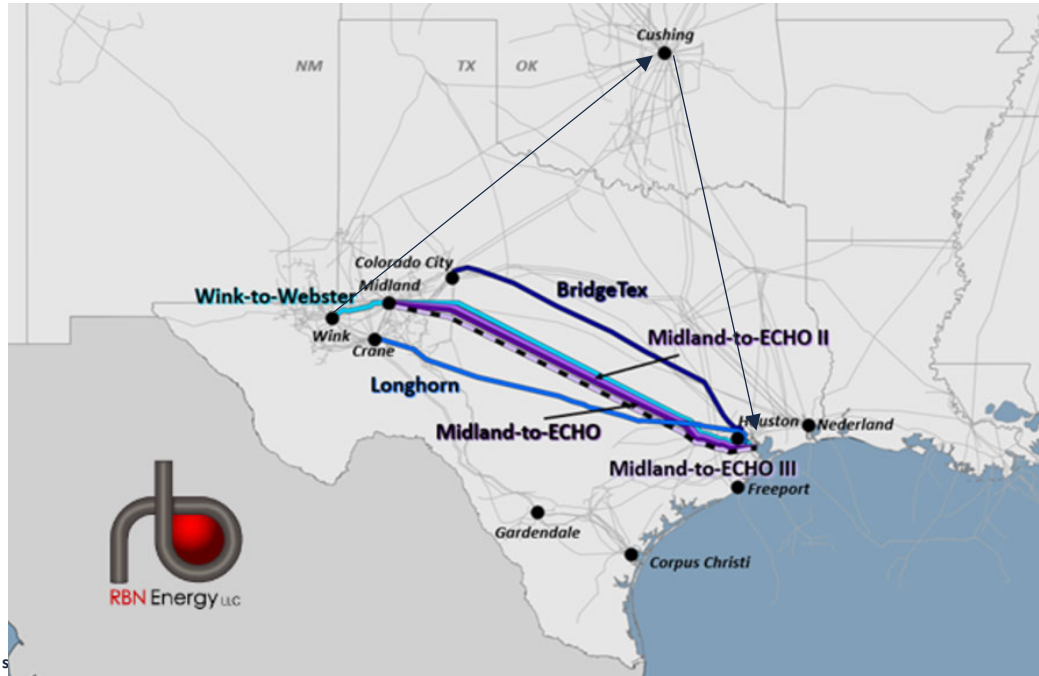 Cushing
NM
TX
OK
Colorado City
Midland
BridgeTex
Wink-to-Webster
Wink
Crane
Midland-to-ECHO II
Longhorn
Houston
Nederland
Midland-to-ECHO
Midland-to-ECHO III
Freeport
Gardendale
Corpus Christi
RBN Energy LLC
s